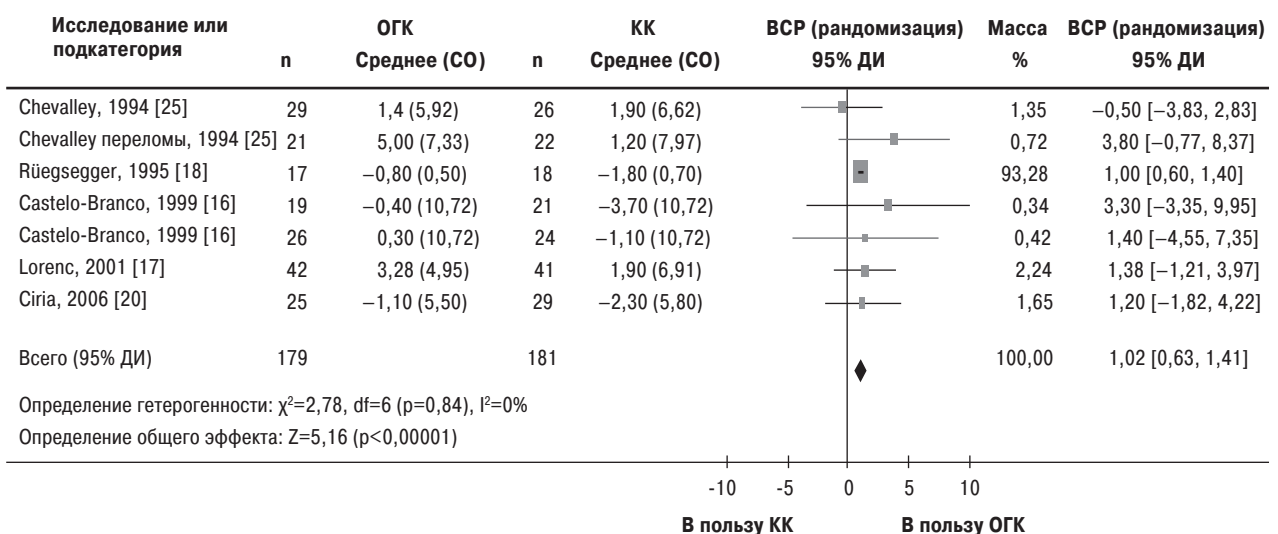 Исследование или подкатегория n ОГК Среднее (СО) n КК Среднее (СО) ВСР (рандомизация) 95% ДИ Масса % ВСР (рандомизация) 95% ДИ
Chevalley, 1994 [25] 29 1,4 (5,92) 26 1,90 (6,62) 1,35 −0,50 [−3,83, 2,83]
Chevalley переломы, 1994 [25] 21 5,00 (7,33) 22 1,20 (7,97) 0,72 3,80 [−0,77, 8,37]
Rüegsegger, 1995 [18] 17 −0,80 (0,50) 18 −1,80 (0,70) 93,28 1,00 [0,60, 1,40]
Castelo-Branco, 1999 [16] 19 −0,40 (10,72) 21 −3,70 (10,72) 0,34 3,30 [−3,35, 9,95]
Castelo-Branco, 1999 [16] 26 0,30 (10,72) 24 −1,10 (10,72) 0,42 1,40 [−4,55, 7,35]
Lorenc, 2001 [17] 42 3,28 (4,95) 41 1,90 (6,91) 2,24 1,38 [−1,21, 3,97]
Ciria, 2006 [20] 25 −1,10 (5,50) 29 −2,30 (5,80) 1,65 1,20 [−1,82, 4,22]
Всего (95% ДИ) 179 181 100,00 1,02 [0,63, 1,41]
Определение гетерогенности: χ²=2,78, df=6 (p=0,84), I²=0%
Определение общего эффекта: Z=5,16 (p<0,00001)
-10 -5 0 5 10
В пользу КК В пользу ОГК